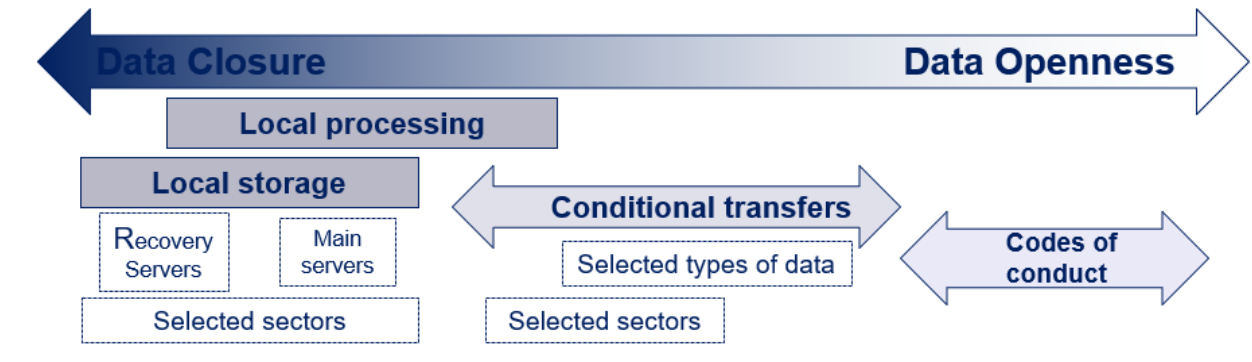 Data Closure
Data Openness
Local processing
Local storage
Conditional transfers
Recovery
Servers
Main
servers
Selected types of data
Codes of
conduct
Selected sectors
Selected sectors